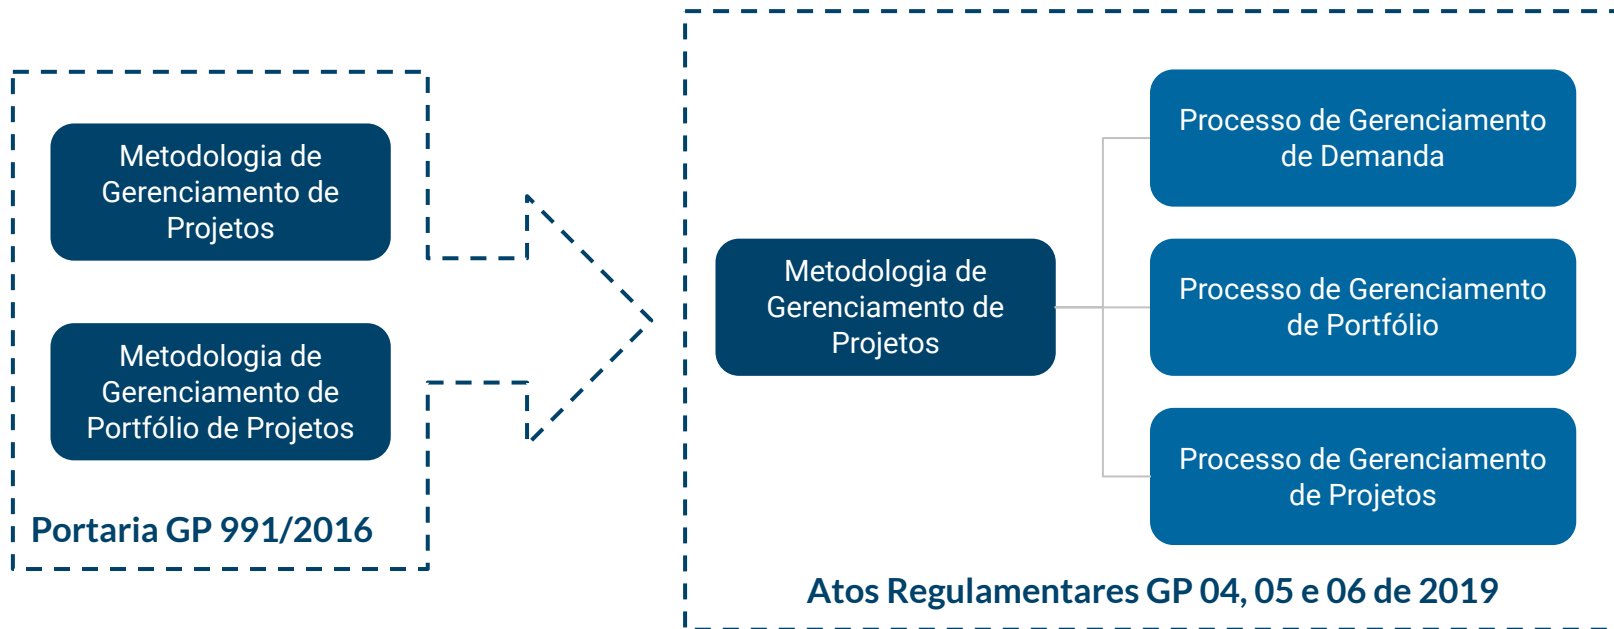 Metodologia de
Gerenciamento de
Projetos
Metodologia de
Gerenciamento de
Portfólio de Projetos
Portaria GP 991/2016
Metodologia de
Gerenciamento de
Projetos
Processo de Gerenciamento
de Demanda
Processo de Gerenciamento
de Portfólio
Processo de Gerenciamento
de Projetos
Atos Regulamentares GP 04, 05 e 06 de 2019